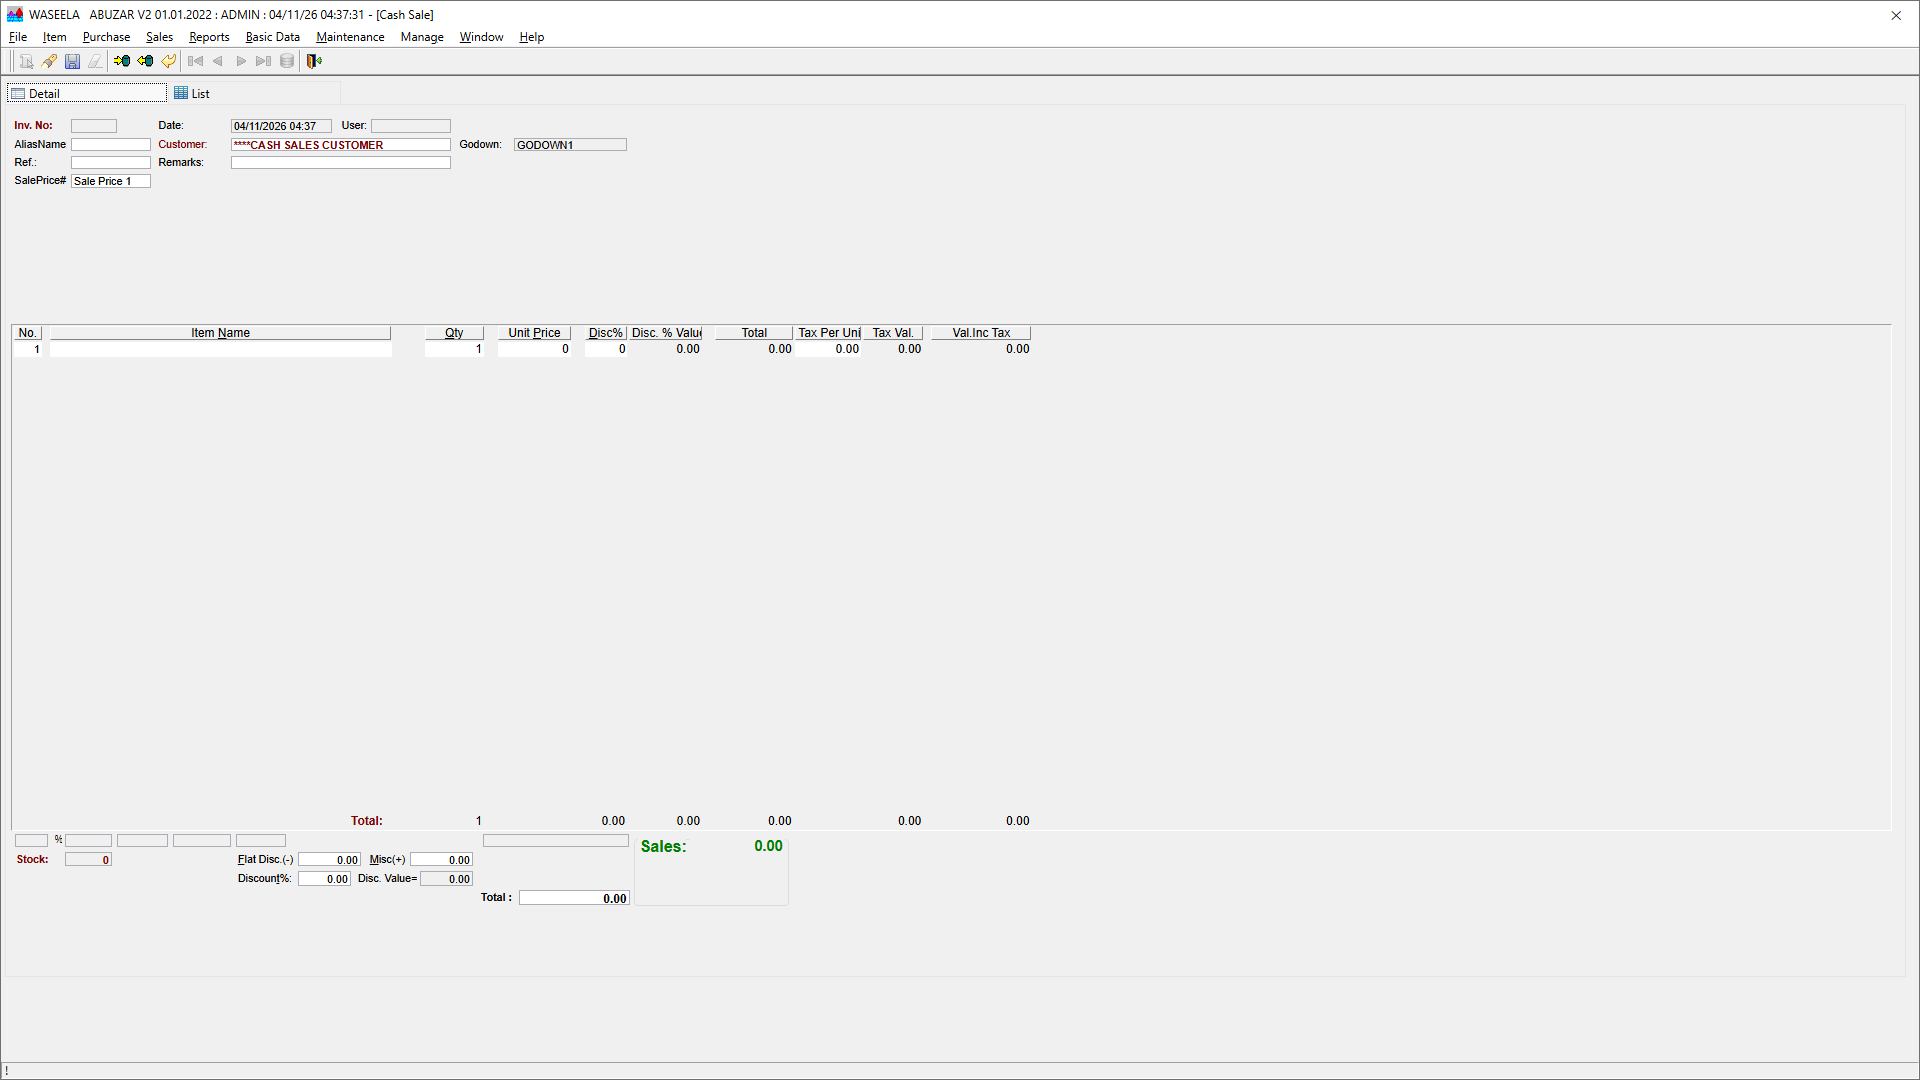 WASEELA   ABUZAR V2 01.01.2022 : ADMIN : 04/11/26 04:37:31 - [Cash Sale]
File Item Purchase Sales Reports Basic Data Maintenance Manage Window Help
Detail List
Inv. No: Date: 04/11/2026 04:37 User:
AliasName Customer: ****CASH SALES CUSTOMER Godown: GODOWN1
Ref.: Remarks:
SalePrice# Sale Price 1
No. Item Name Qty Unit Price Disc% Disc. % Value Total Tax Per Uni Tax Val. Val.Inc Tax
1 1 0 0 0.00 0.00 0.00 0.00 0.00
Total: 1 0.00 0.00 0.00 0.00 0.00
%
Sales: 0.00
Stock: 0 Flat Disc.(-) 0.00 Misc(+) 0.00
Discount%: 0.00 Disc. Value= 0.00
Total : 0.00
!